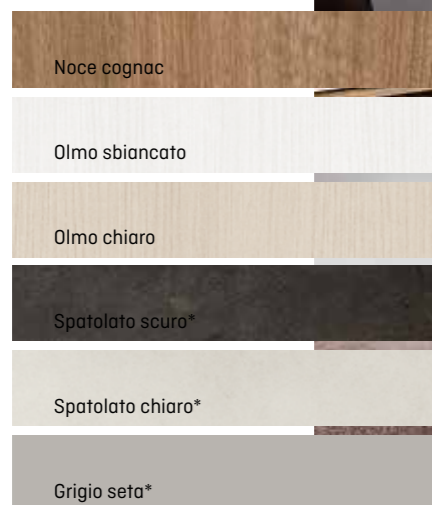 Noce cognac
Olmo sbiancato
Olmo chiaro
Spatolato scuro*
Spatolato chiaro*
Grigio seta*